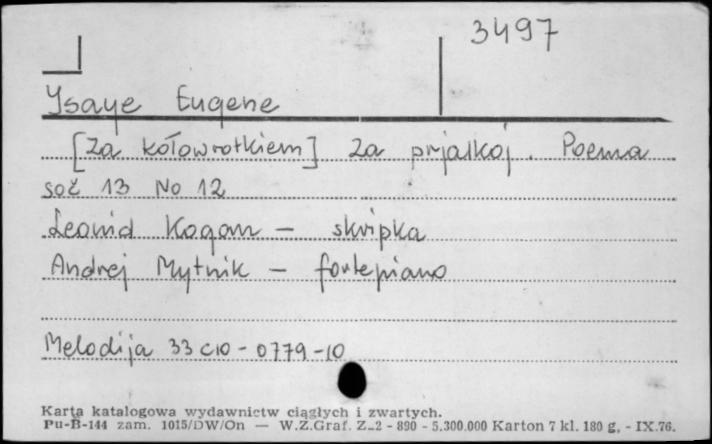 3497
Ysaye Eugene
[Za kołowrotkiem] Za prjalkoj. Poema
soč 13 No 12
Leonid Kogan – skripka
Andrej Mytnik – fortepiano
Melodija 33 C10 – 0779 – 10
Karta katalogowa wydawnictw ciągłych i zwartych.
Pu-B-144 zam. 1015/DW/On — W.Z.Graf. Z-2 - 890 - 5.300.000 Karton 7 kl. 180 g, - IX.76.